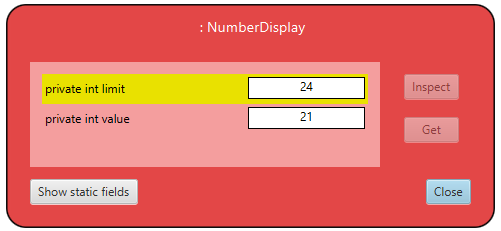 : NumberDisplay
private int limit 24
Inspect
private int value 21
Get
Show static fields
Close